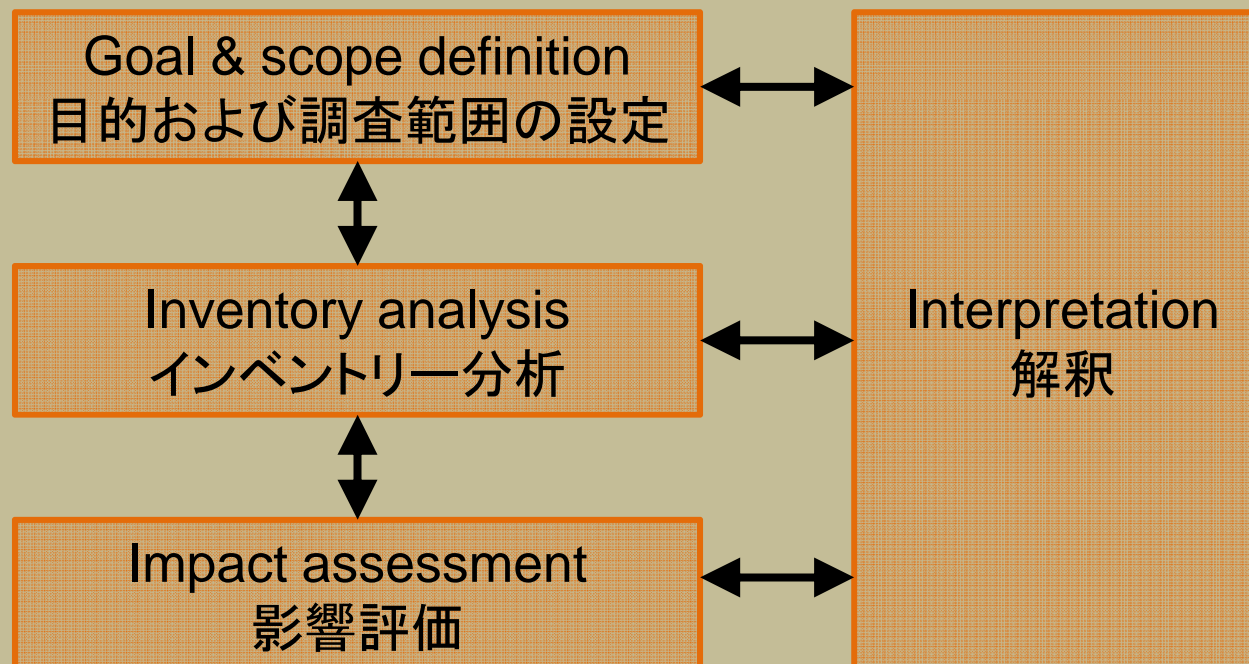 Goal & scope definition
目的および調査範囲の設定
Inventory analysis
インベントリー分析
Impact assessment
影響評価
Interpretation
解釈